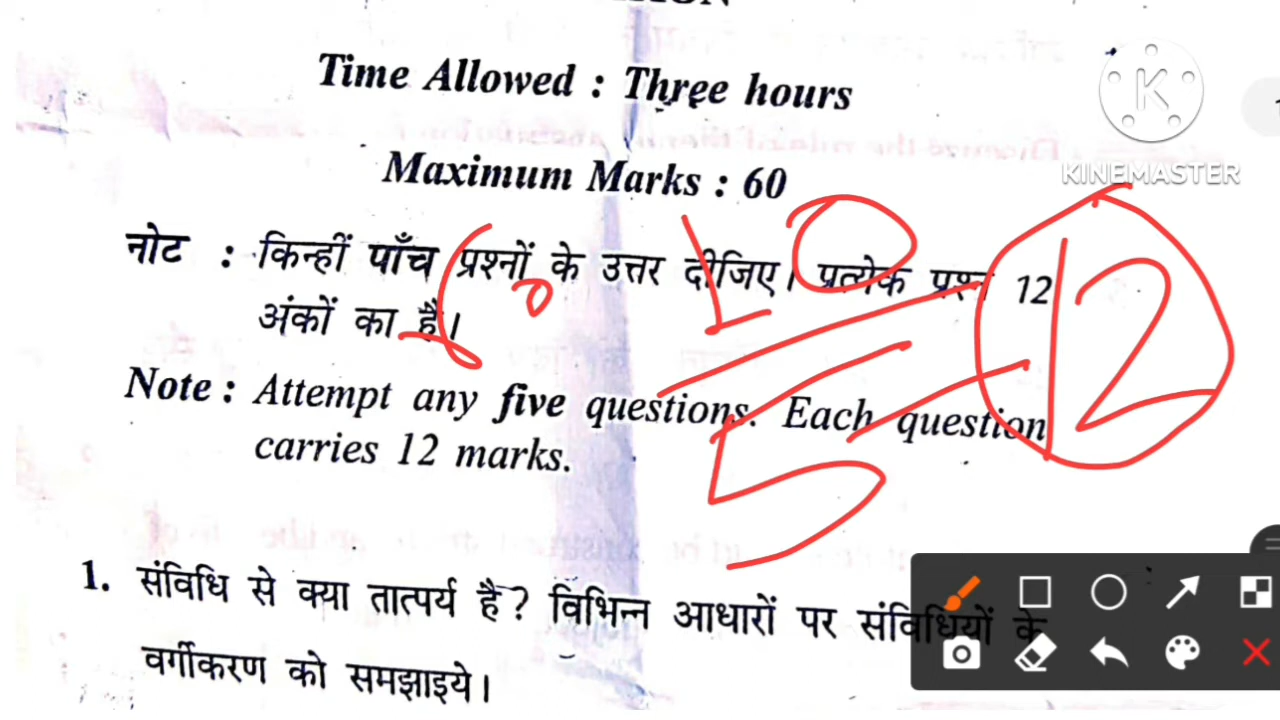 Time Allowed : Three hours
K
KINEMASTER
Maximum Marks : 60
10
नोट : किन्हीं पाँच प्रश्नों के उत्तर दीजिए। प्रत्येक प्रश्न 12
अंकों का है।
60
12
Note : Attempt any five questions. Each question
carries 12 marks.
5
1. संविधि से क्या तात्पर्य है? विभिन्न आधारों पर संविधियों के
वर्गीकरण को समझाइये।